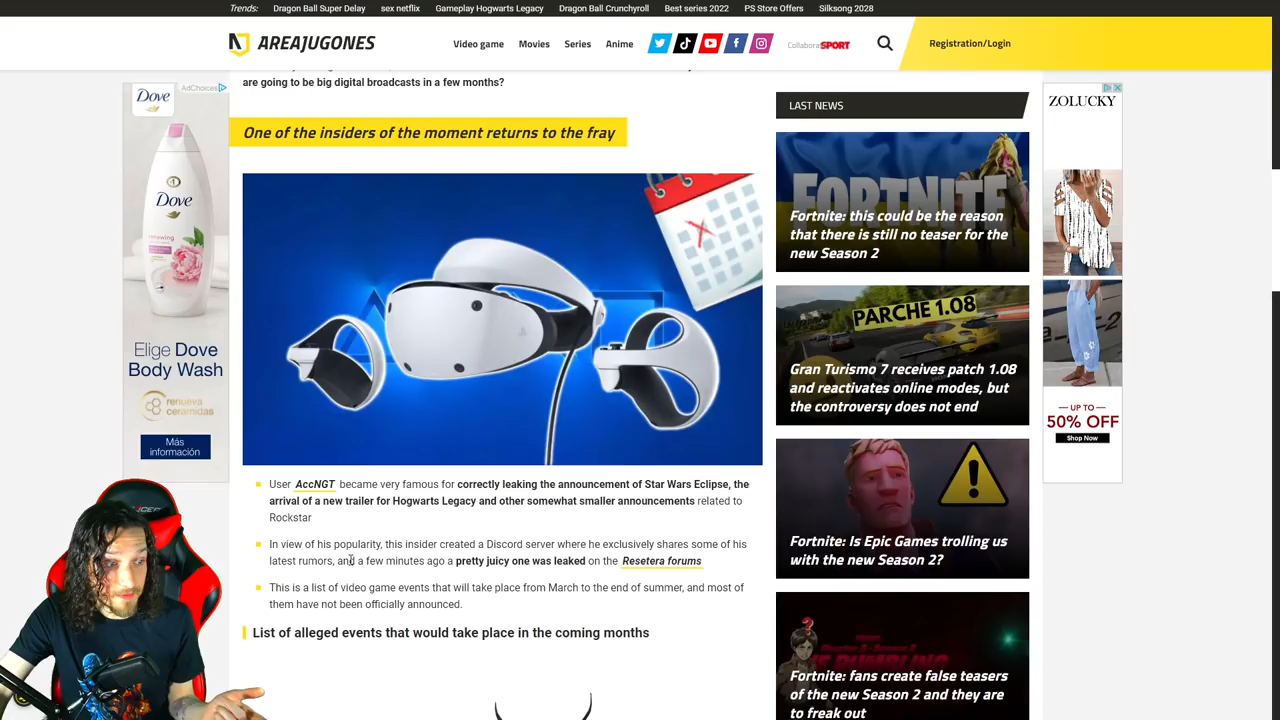 Trends: Dragon Ball Super Delay sex netflix Gameplay Hogwarts Legacy Dragon Ball Crunchyroll Best series 2022 PS Store Offers Silksong 2028
AREAJUGONES
Video game Movies Series Anime
Collabora SPORT
Registration/Login
are going to be big digital broadcasts in a few months?
One of the insiders of the moment returns to the fray
User AccNGT became very famous for correctly leaking the announcement of Star Wars Eclipse, the
arrival of a new trailer for Hogwarts Legacy and other somewhat smaller announcements related to
Rockstar
In view of his popularity, this insider created a Discord server where he exclusively shares some of his
latest rumors, and a few minutes ago a pretty juicy one was leaked on the Resetera forums
This is a list of video game events that will take place from March to the end of summer, and most of
them have not been officially announced.
List of alleged events that would take place in the coming months
LAST NEWS
FORTNITE
Fortnite: this could be the reason
that there is still no teaser for the
new Season 2
PARCHE 1.08
Gran Turismo 7 receives patch 1.08
and reactivates online modes, but
the controversy does not end
Fortnite: Is Epic Games trolling us
with the new Season 2?
Fortnite: fans create false teasers
of the new Season 2 and they are
to freak out
AdChoices
Dove
Dove
Elige Dove
Body Wash
renueva
ceramidas
Más
información
ZOLUCKY
UP TO
50% OFF
Shop Now